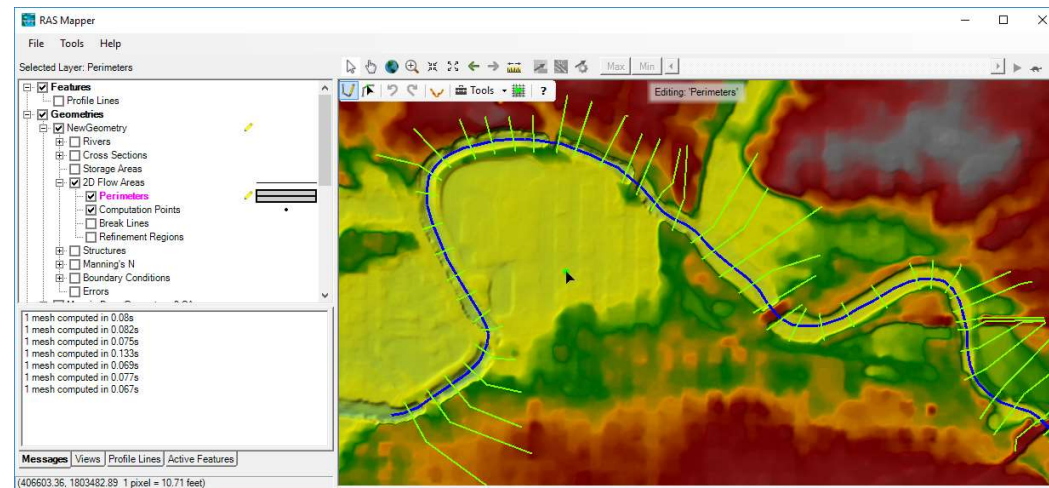 RAS Mapper
File Tools Help
Selected Layer: Perimeters
Max Min
Features
Profile Lines
Geometries
NewGeometry
Rivers
Cross Sections
Storage Areas
2D Flow Areas
Perimeters
Computation Points
Break Lines
Refinement Regions
Structures
Manning's N
Boundary Conditions
Errors
Tools ?
Editing: 'Perimeters'
1 mesh computed in 0.08s
1 mesh computed in 0.082s
1 mesh computed in 0.075s
1 mesh computed in 0.133s
1 mesh computed in 0.069s
1 mesh computed in 0.077s
1 mesh computed in 0.067s
Messages Views Profile Lines Active Features
(406603.36, 1803482.89 1 pixel = 10.71 feet)